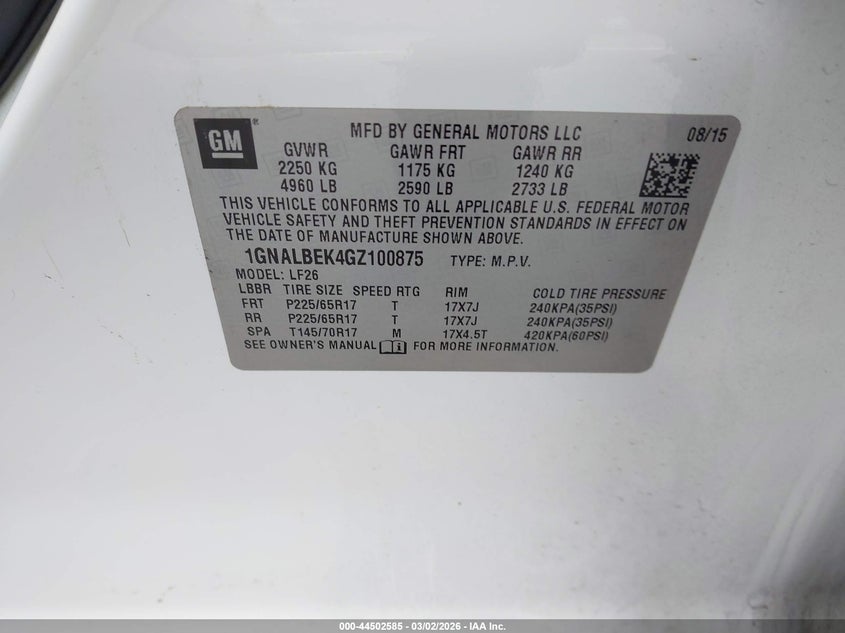 GM ®
MFD BY GENERAL MOTORS LLC 08/15
GVWR GAWR FRT GAWR RR
2250 KG 1175 KG 1240 KG
4960 LB 2590 LB 2733 LB
THIS VEHICLE CONFORMS TO ALL APPLICABLE U.S. FEDERAL MOTOR
VEHICLE SAFETY AND THEFT PREVENTION STANDARDS IN EFFECT ON
THE DATE OF MANUFACTURE SHOWN ABOVE.
1GNALBEK4GZ100875 TYPE: M.P.V.
MODEL: LF26
LBBR TIRE SIZE SPEED RTG RIM COLD TIRE PRESSURE
FRT P225/65R17 T 17X7J 240KPA(35PSI)
RR P225/65R17 T 17X7J 240KPA(35PSI)
SPA T145/70R17 M 17X4.5T 420KPA(60PSI)
SEE OWNER'S MANUAL FOR MORE INFORMATION.
000-44502585 - 03/02/2026 - IAA Inc.